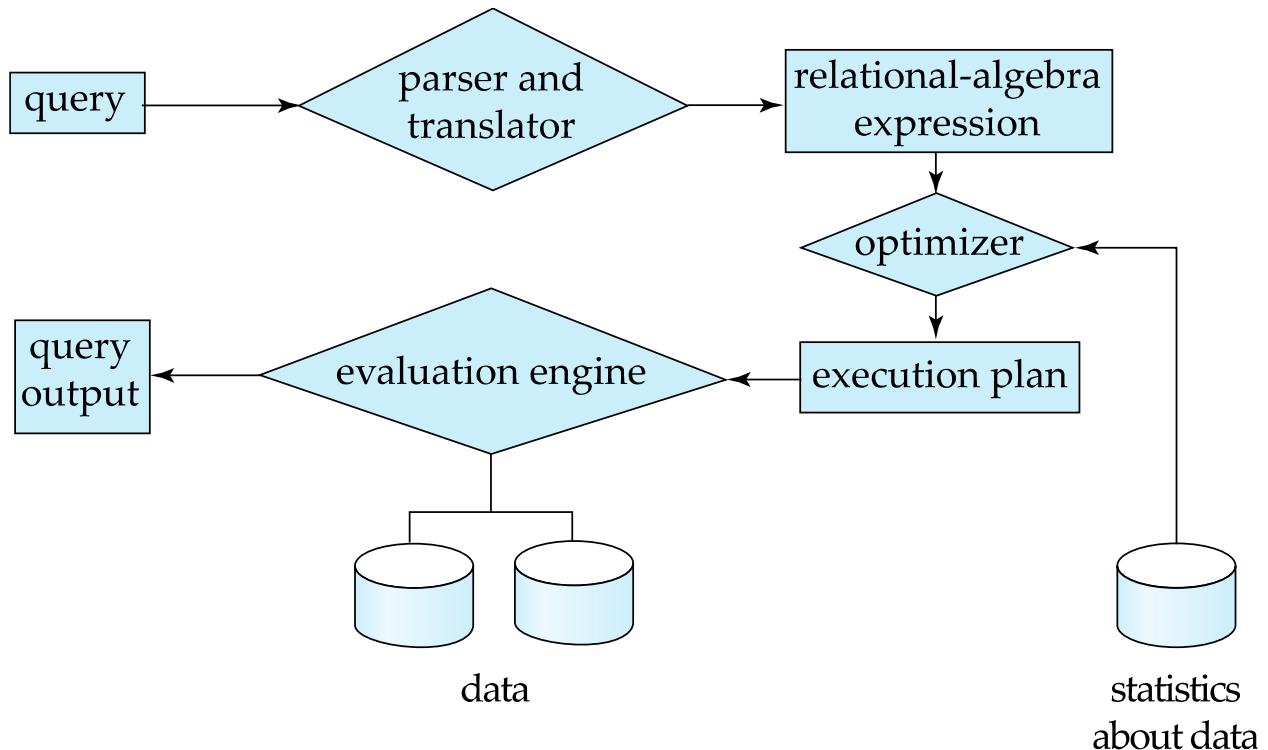 query
parser and
translator
relational-algebra
expression
optimizer
query
output
evaluation engine
execution plan
data
statistics
about data